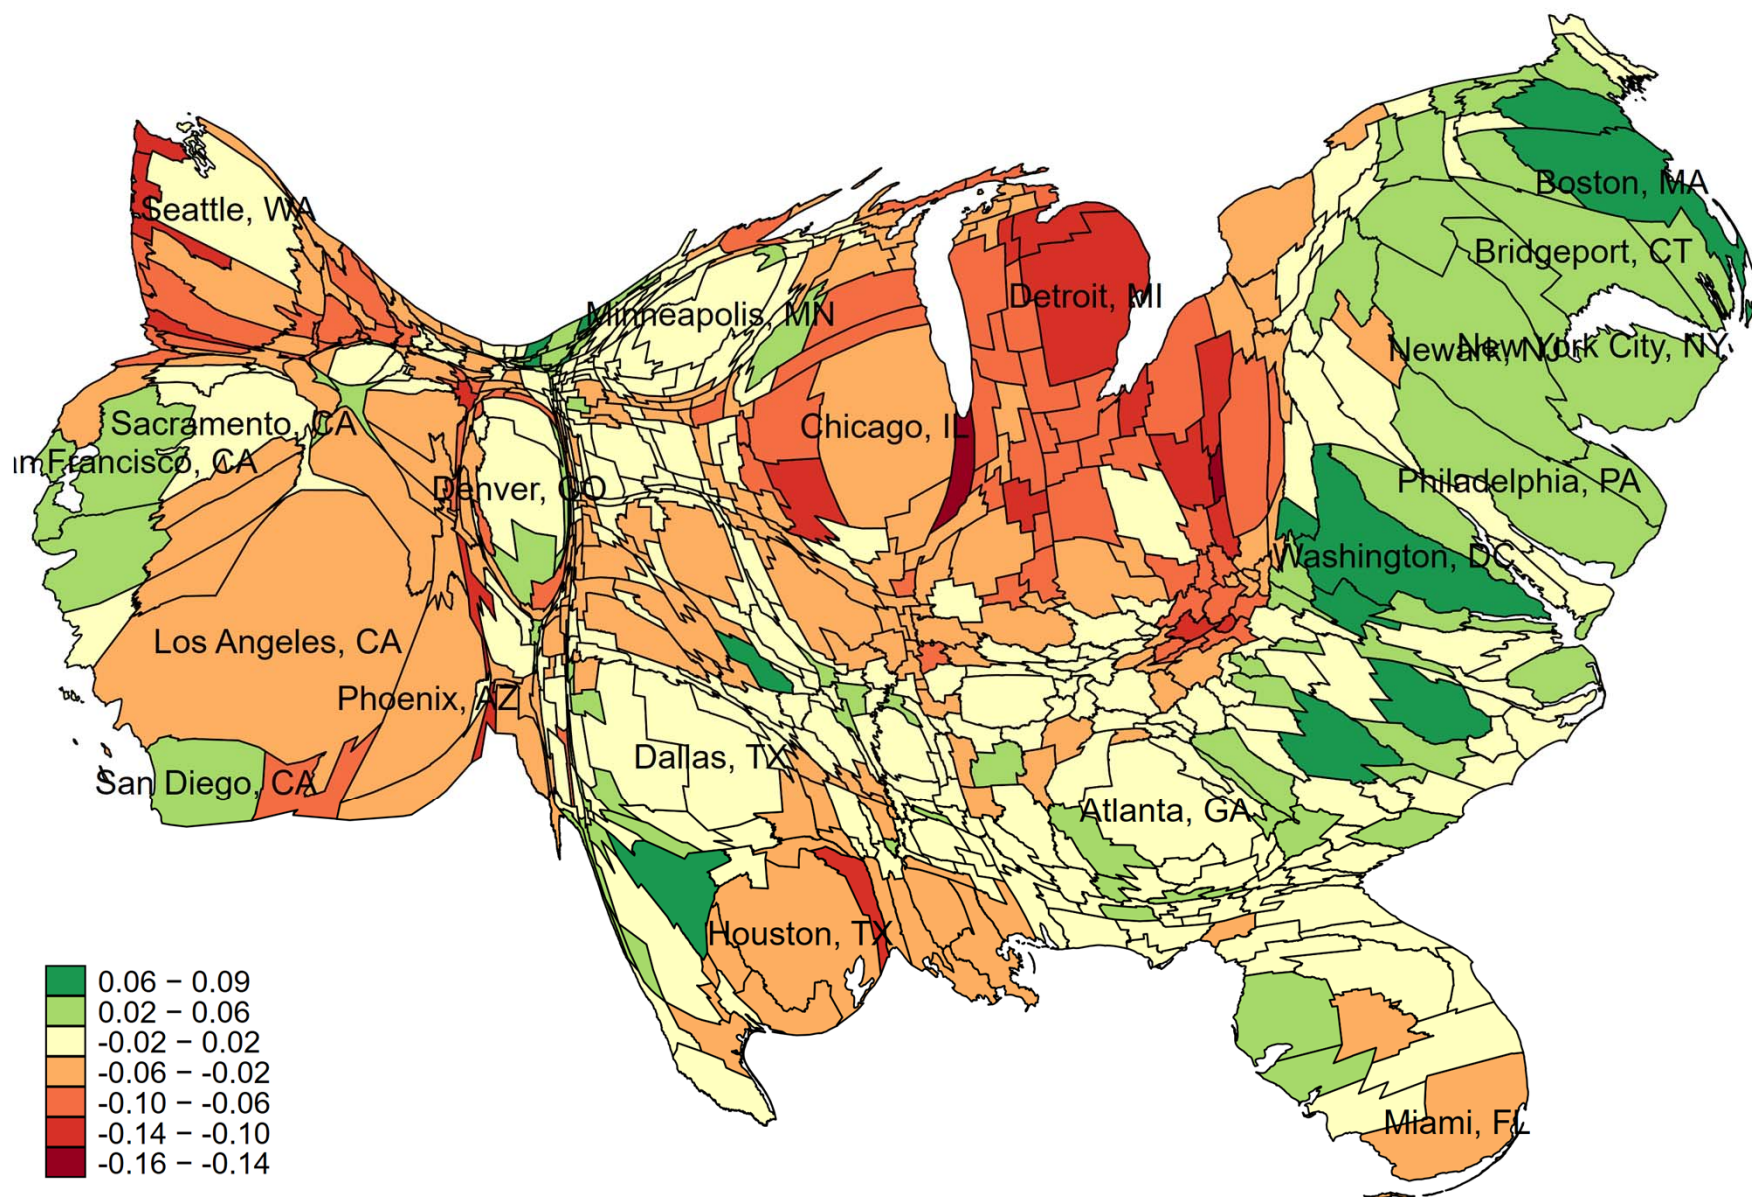 Boston, MA
Seattle, WA
Bridgeport, CT
Detroit, MI
Minneapolis, MN
Newark, NJ
New York City, NY
Sacramento, CA
Chicago, IL
Francisco, CA
Denver, CO
Philadelphia, PA
Washington, DC
Los Angeles, CA
Phoenix, AZ
Dallas, TX
San Diego, CA
Atlanta, GA
Houston, TX
Miami, FL
0.06 − 0.09
0.02 − 0.06
-0.02 − 0.02
-0.06 − -0.02
-0.10 − -0.06
-0.14 − -0.10
-0.16 − -0.14